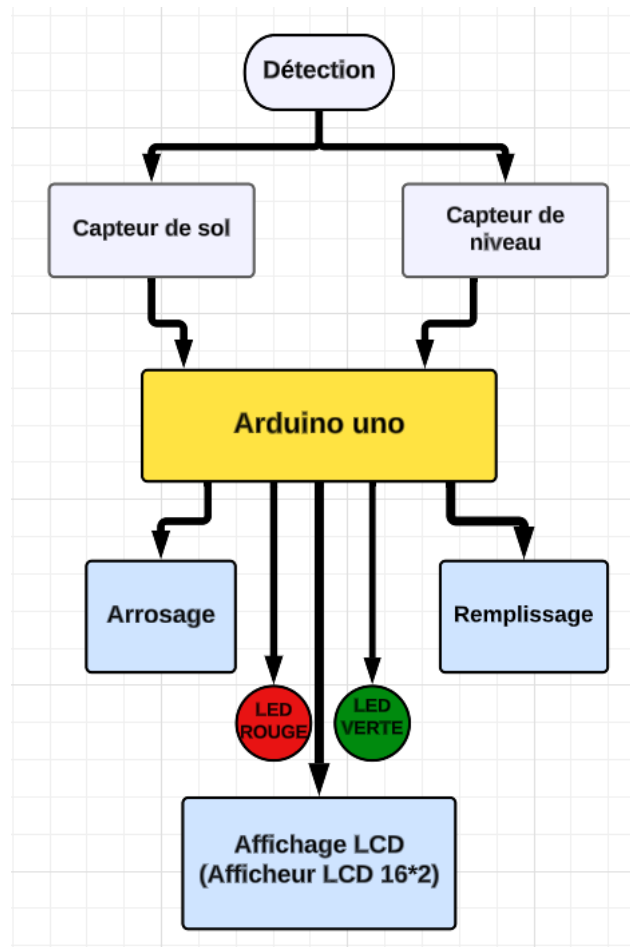 Détection
Capteur de sol
Capteur de
niveau
Arduino uno
Arrosage
Remplissage
LED
ROUGE
LED
VERTE
Affichage LCD
(Afficheur LCD 16*2)